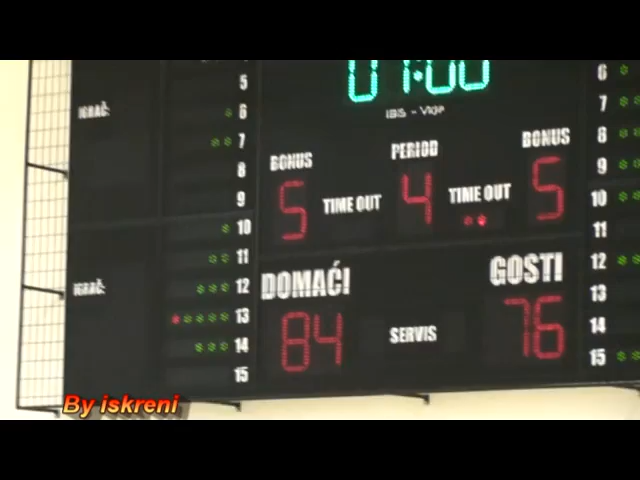 01:00
5
6
IGRAČ:
6
7
7
BONUS
PERIOD
BONUS
8
8
9
5
TIME OUT
4
TIME OUT
5
9
10
10
11
11
DOMAĆI
GOSTI
12
12
IGRAČ:
13
13
84
SERVIS
76
14
14
15
15
By iskreni